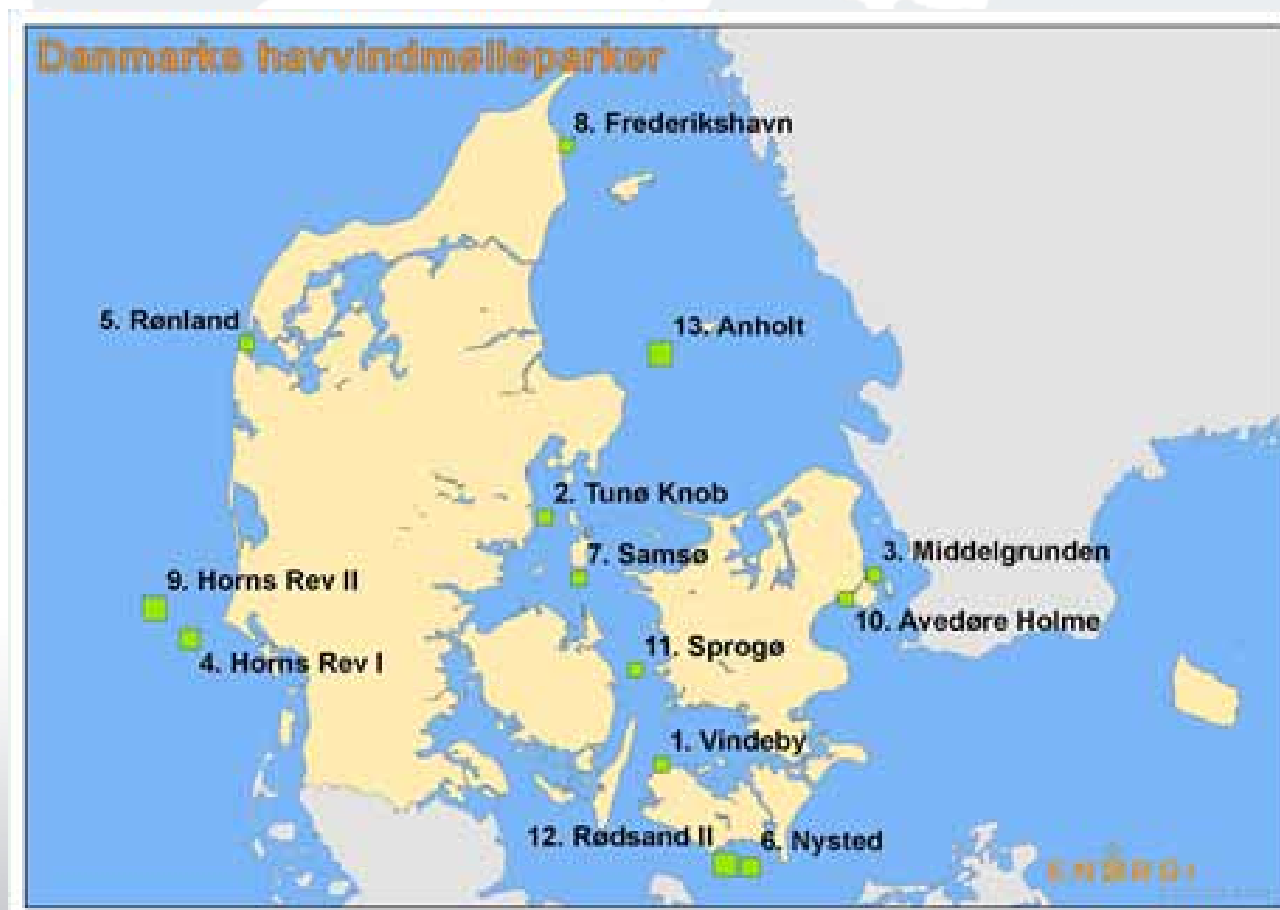 Danmarks havvindmølleparker
8. Frederikshavn
5. Rønland
13. Anholt
2. Tunø Knob
7. Samsø
3. Middelgrunden
9. Horns Rev II
10. Avedøre Holme
11. Sprogø
4. Horns Rev I
1. Vindeby
12. Rødsand II
6. Nysted